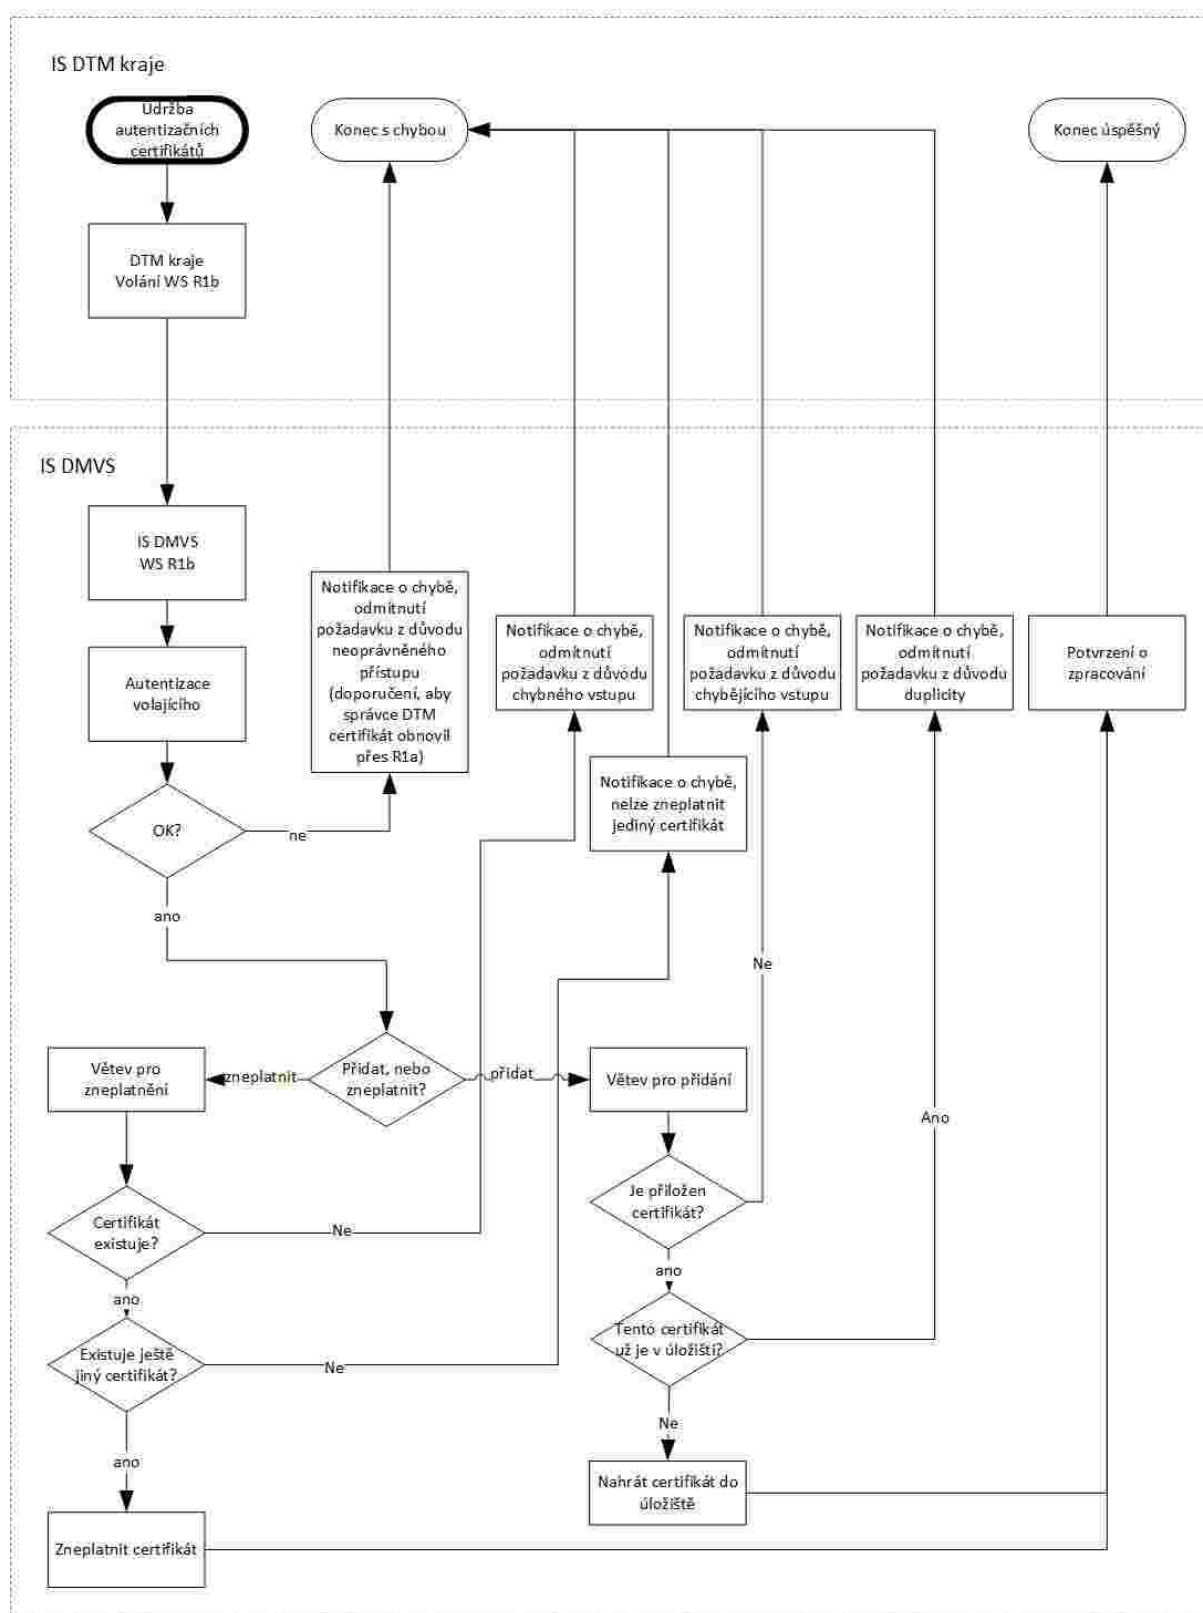 IS DTM kraje
Údržba
autentizačních
certifikátů
Konec s chybou
Konec úspěšný
DTM kraje
Volání WS R1b
IS DMVS
IS DMVS
WS R1b
Notifikace o chybě,
odmítnutí
požadavku z důvodu
neoprávněného
přístupu
(doporučení, aby
správce DTM
certifikát obnovil
přes R1a)
Notifikace o chybě,
odmítnutí
požadavku z důvodu
chybného vstupu
Notifikace o chybě,
odmítnutí
požadavku z důvodu
chybějícího vstupu
Notifikace o chybě,
odmítnutí
požadavku z důvodu
duplicity
Potvrzení o
zpracování
Autentizace
volajícího
Notifikace o chybě,
nelze zneplatnit
jediný certifikát
OK?
ne
ano
Ne
Větev pro
zneplatnění
zneplatnit
Přidat, nebo
zneplatnit?
přidat
Větev pro přidání
Ano
Je přiložen
certifikát?
Certifikát
existuje?
Ne
ano
ano
Tento certifikát
už je v úložišti?
Existuje ještě
jiný certifikát?
Ne
Ne
ano
Nahrát certifikát do
úložiště
Zneplatnit certifikát